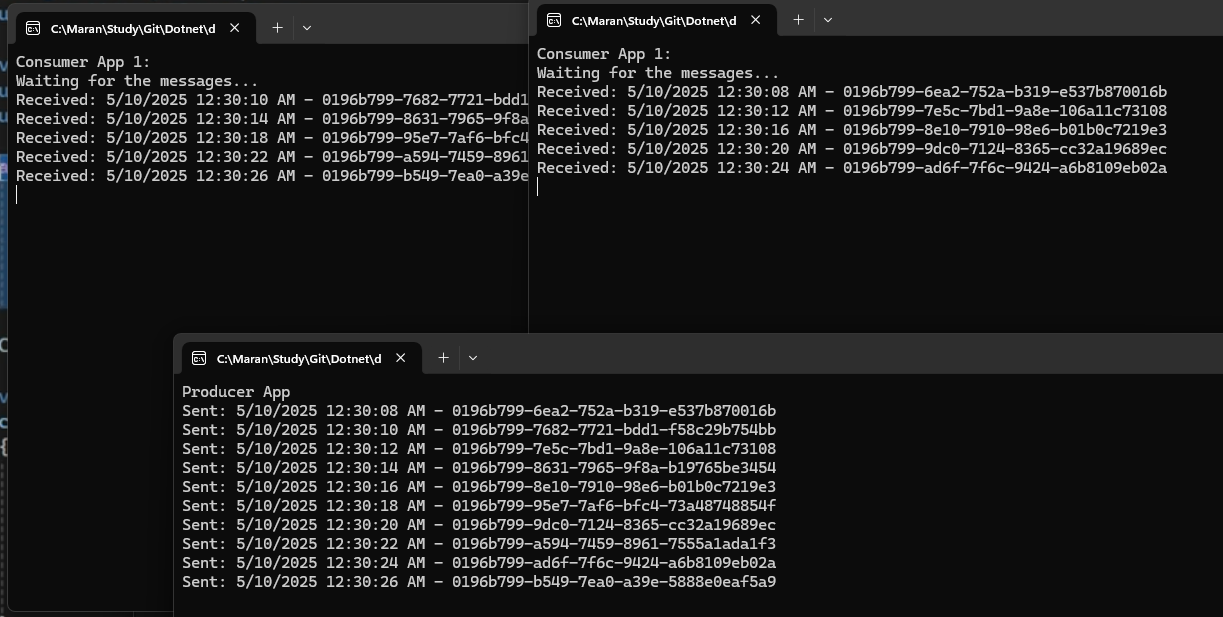 C:\Maran\Study\Git\Dotnet\d
Consumer App 1:
Waiting for the messages...
Received: 5/10/2025 12:30:10 AM - 0196b799-7682-7721-bdd1
Received: 5/10/2025 12:30:14 AM - 0196b799-8631-7965-9f8a
Received: 5/10/2025 12:30:18 AM - 0196b799-95e7-7af6-bfc4
Received: 5/10/2025 12:30:22 AM - 0196b799-a594-7459-8961
Received: 5/10/2025 12:30:26 AM - 0196b799-b549-7ea0-a39e
C:\Maran\Study\Git\Dotnet\d
Consumer App 1:
Waiting for the messages...
Received: 5/10/2025 12:30:08 AM - 0196b799-6ea2-752a-b319-e537b870016b
Received: 5/10/2025 12:30:12 AM - 0196b799-7e5c-7bd1-9a8e-106a11c73108
Received: 5/10/2025 12:30:16 AM - 0196b799-8e10-7910-98e6-b01b0c7219e3
Received: 5/10/2025 12:30:20 AM - 0196b799-9dc0-7124-8365-cc32a19689ec
Received: 5/10/2025 12:30:24 AM - 0196b799-ad6f-7f6c-9424-a6b8109eb02a
C:\Maran\Study\Git\Dotnet\d
Producer App
Sent: 5/10/2025 12:30:08 AM - 0196b799-6ea2-752a-b319-e537b870016b
Sent: 5/10/2025 12:30:10 AM - 0196b799-7682-7721-bdd1-f58c29b754bb
Sent: 5/10/2025 12:30:12 AM - 0196b799-7e5c-7bd1-9a8e-106a11c73108
Sent: 5/10/2025 12:30:14 AM - 0196b799-8631-7965-9f8a-b19765be3454
Sent: 5/10/2025 12:30:16 AM - 0196b799-8e10-7910-98e6-b01b0c7219e3
Sent: 5/10/2025 12:30:18 AM - 0196b799-95e7-7af6-bfc4-73a48748854f
Sent: 5/10/2025 12:30:20 AM - 0196b799-9dc0-7124-8365-cc32a19689ec
Sent: 5/10/2025 12:30:22 AM - 0196b799-a594-7459-8961-7555a1ada1f3
Sent: 5/10/2025 12:30:24 AM - 0196b799-ad6f-7f6c-9424-a6b8109eb02a
Sent: 5/10/2025 12:30:26 AM - 0196b799-b549-7ea0-a39e-5888e0eaf5a9